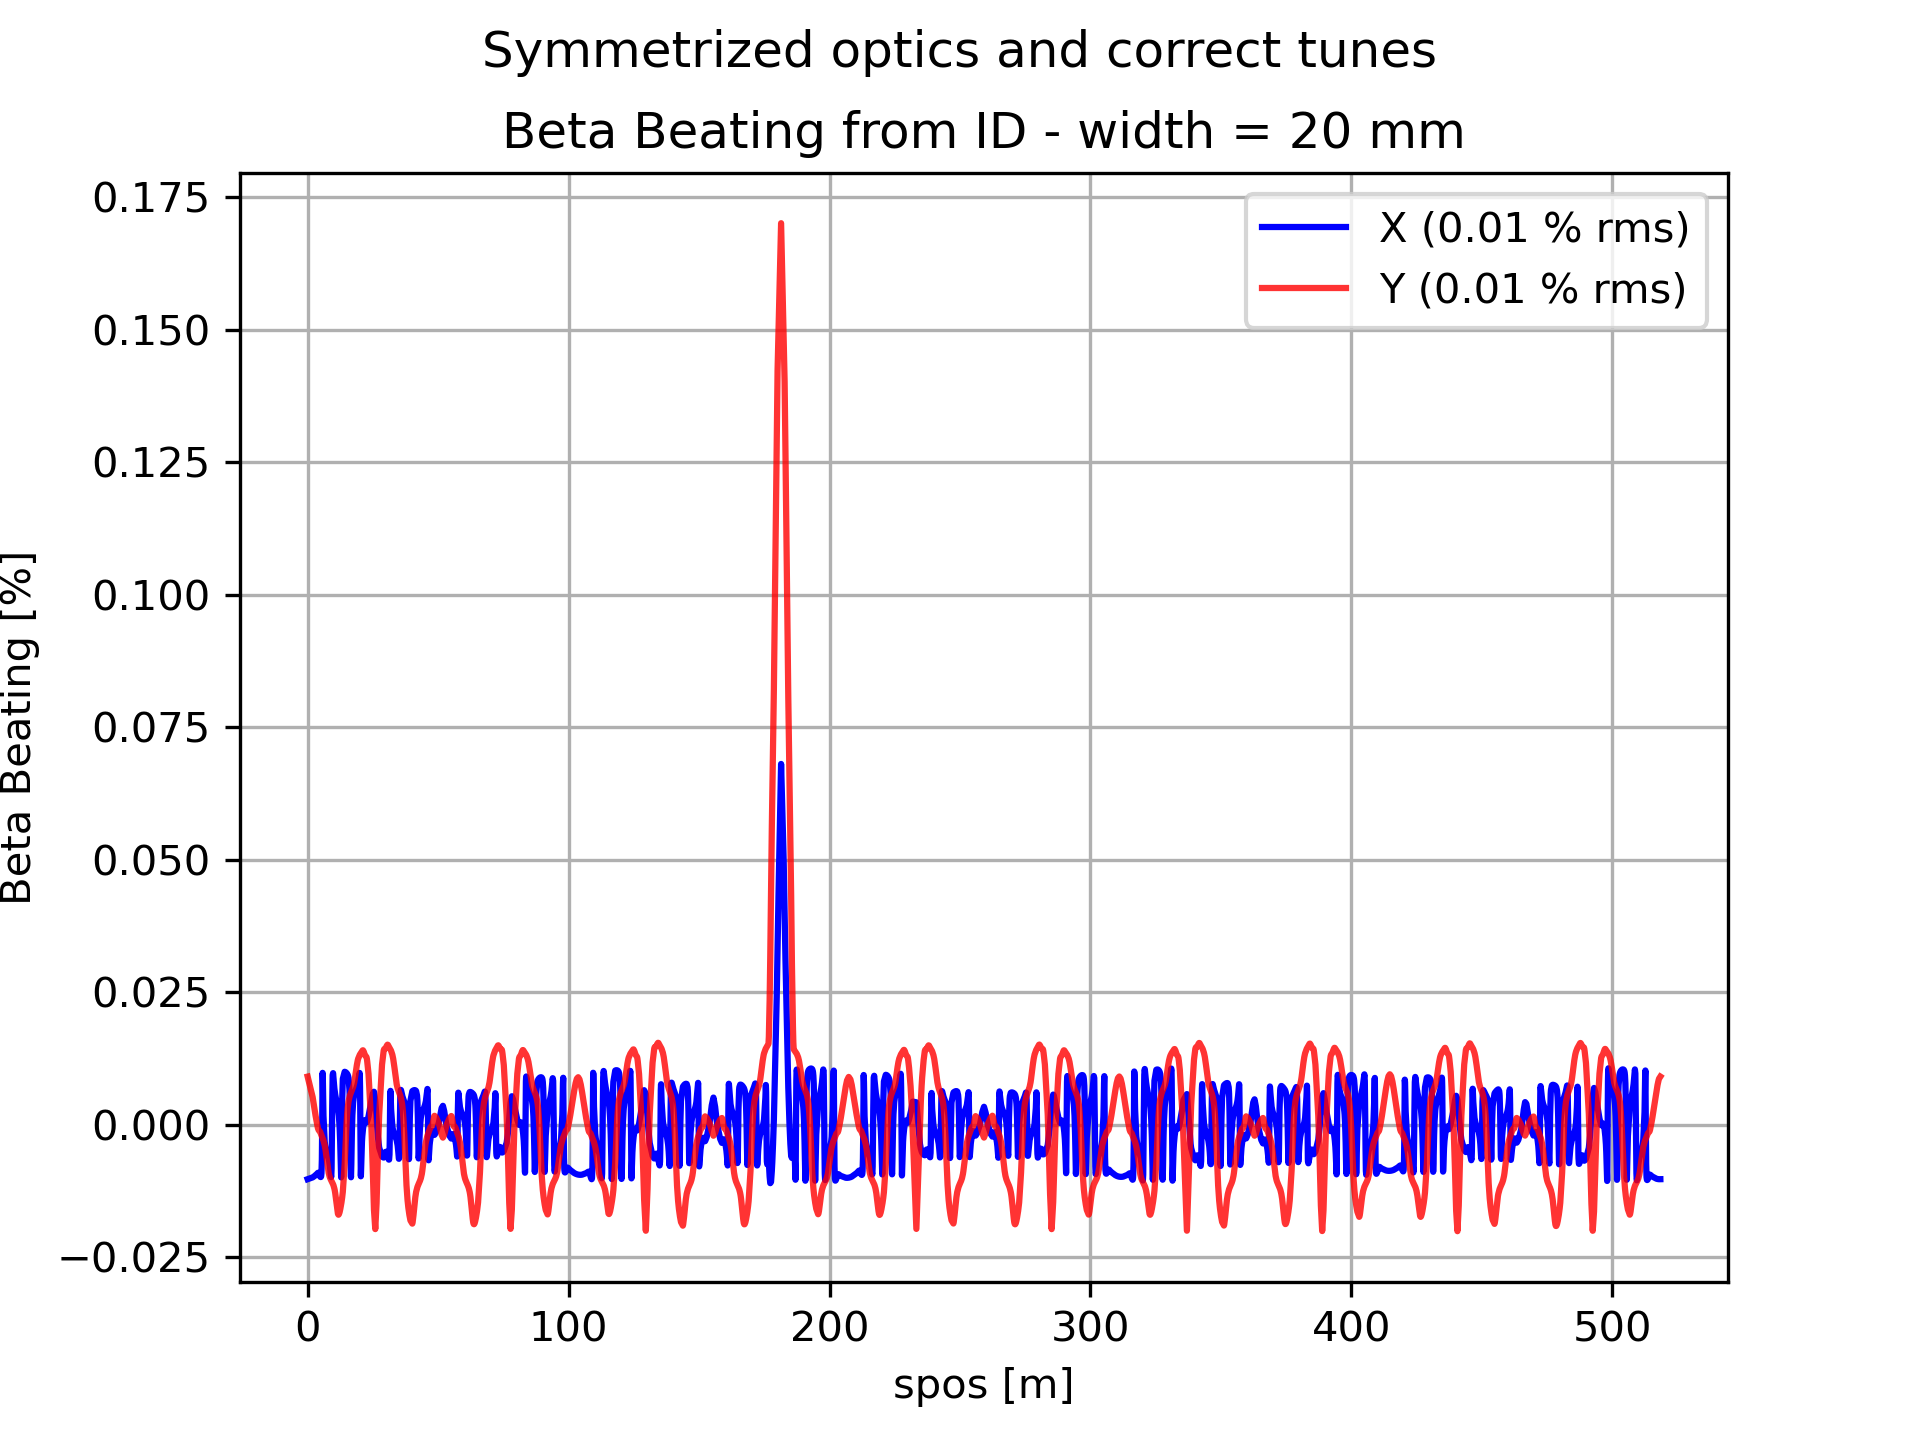 Symmetrized optics and correct tunes
Beta Beating from ID - width = 20 mm
0.175
0.150
0.125
0.100
0.075
0.050
0.025
0.000
−0.025
Beta Beating [%]
X (0.01 % rms)
Y (0.01 % rms)
0 100 200 300 400 500
spos [m]